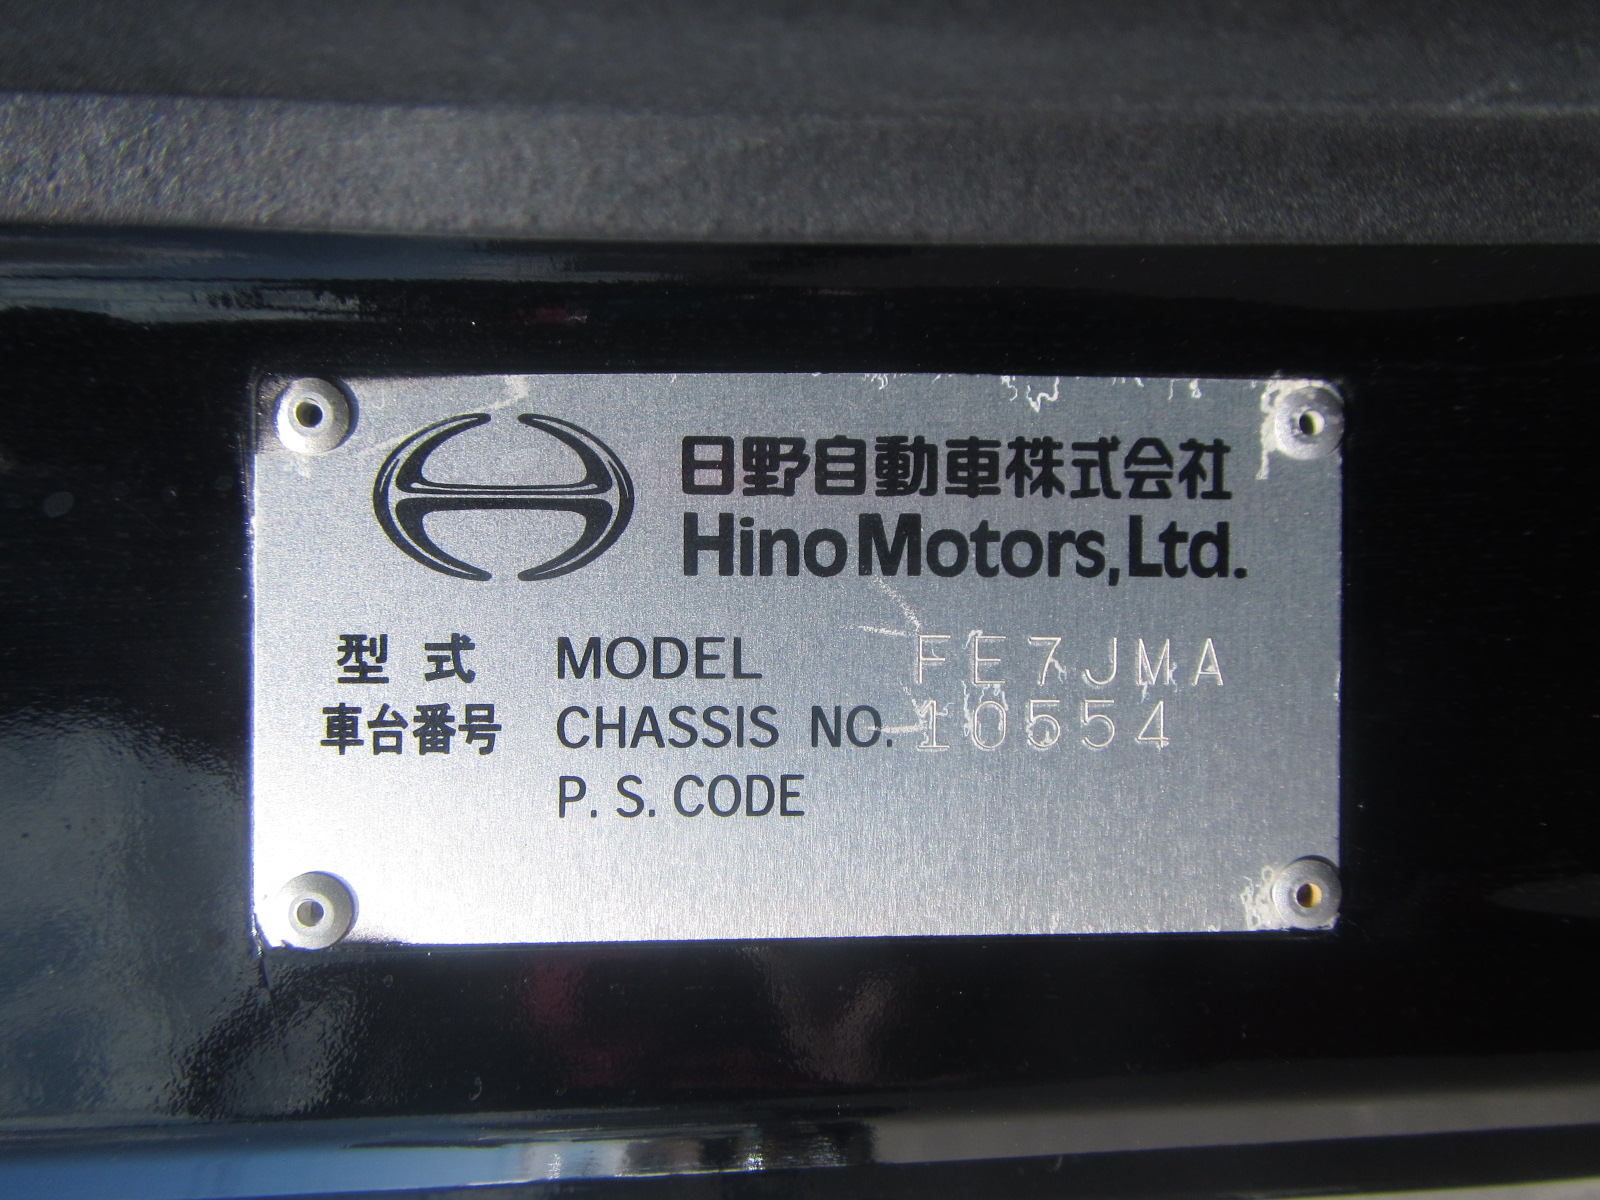 日野自動車株式会社
Hino Motors, Ltd.
型式 MODEL FE7JMA
車台番号 CHASSIS NO. 10554
P. S. CODE